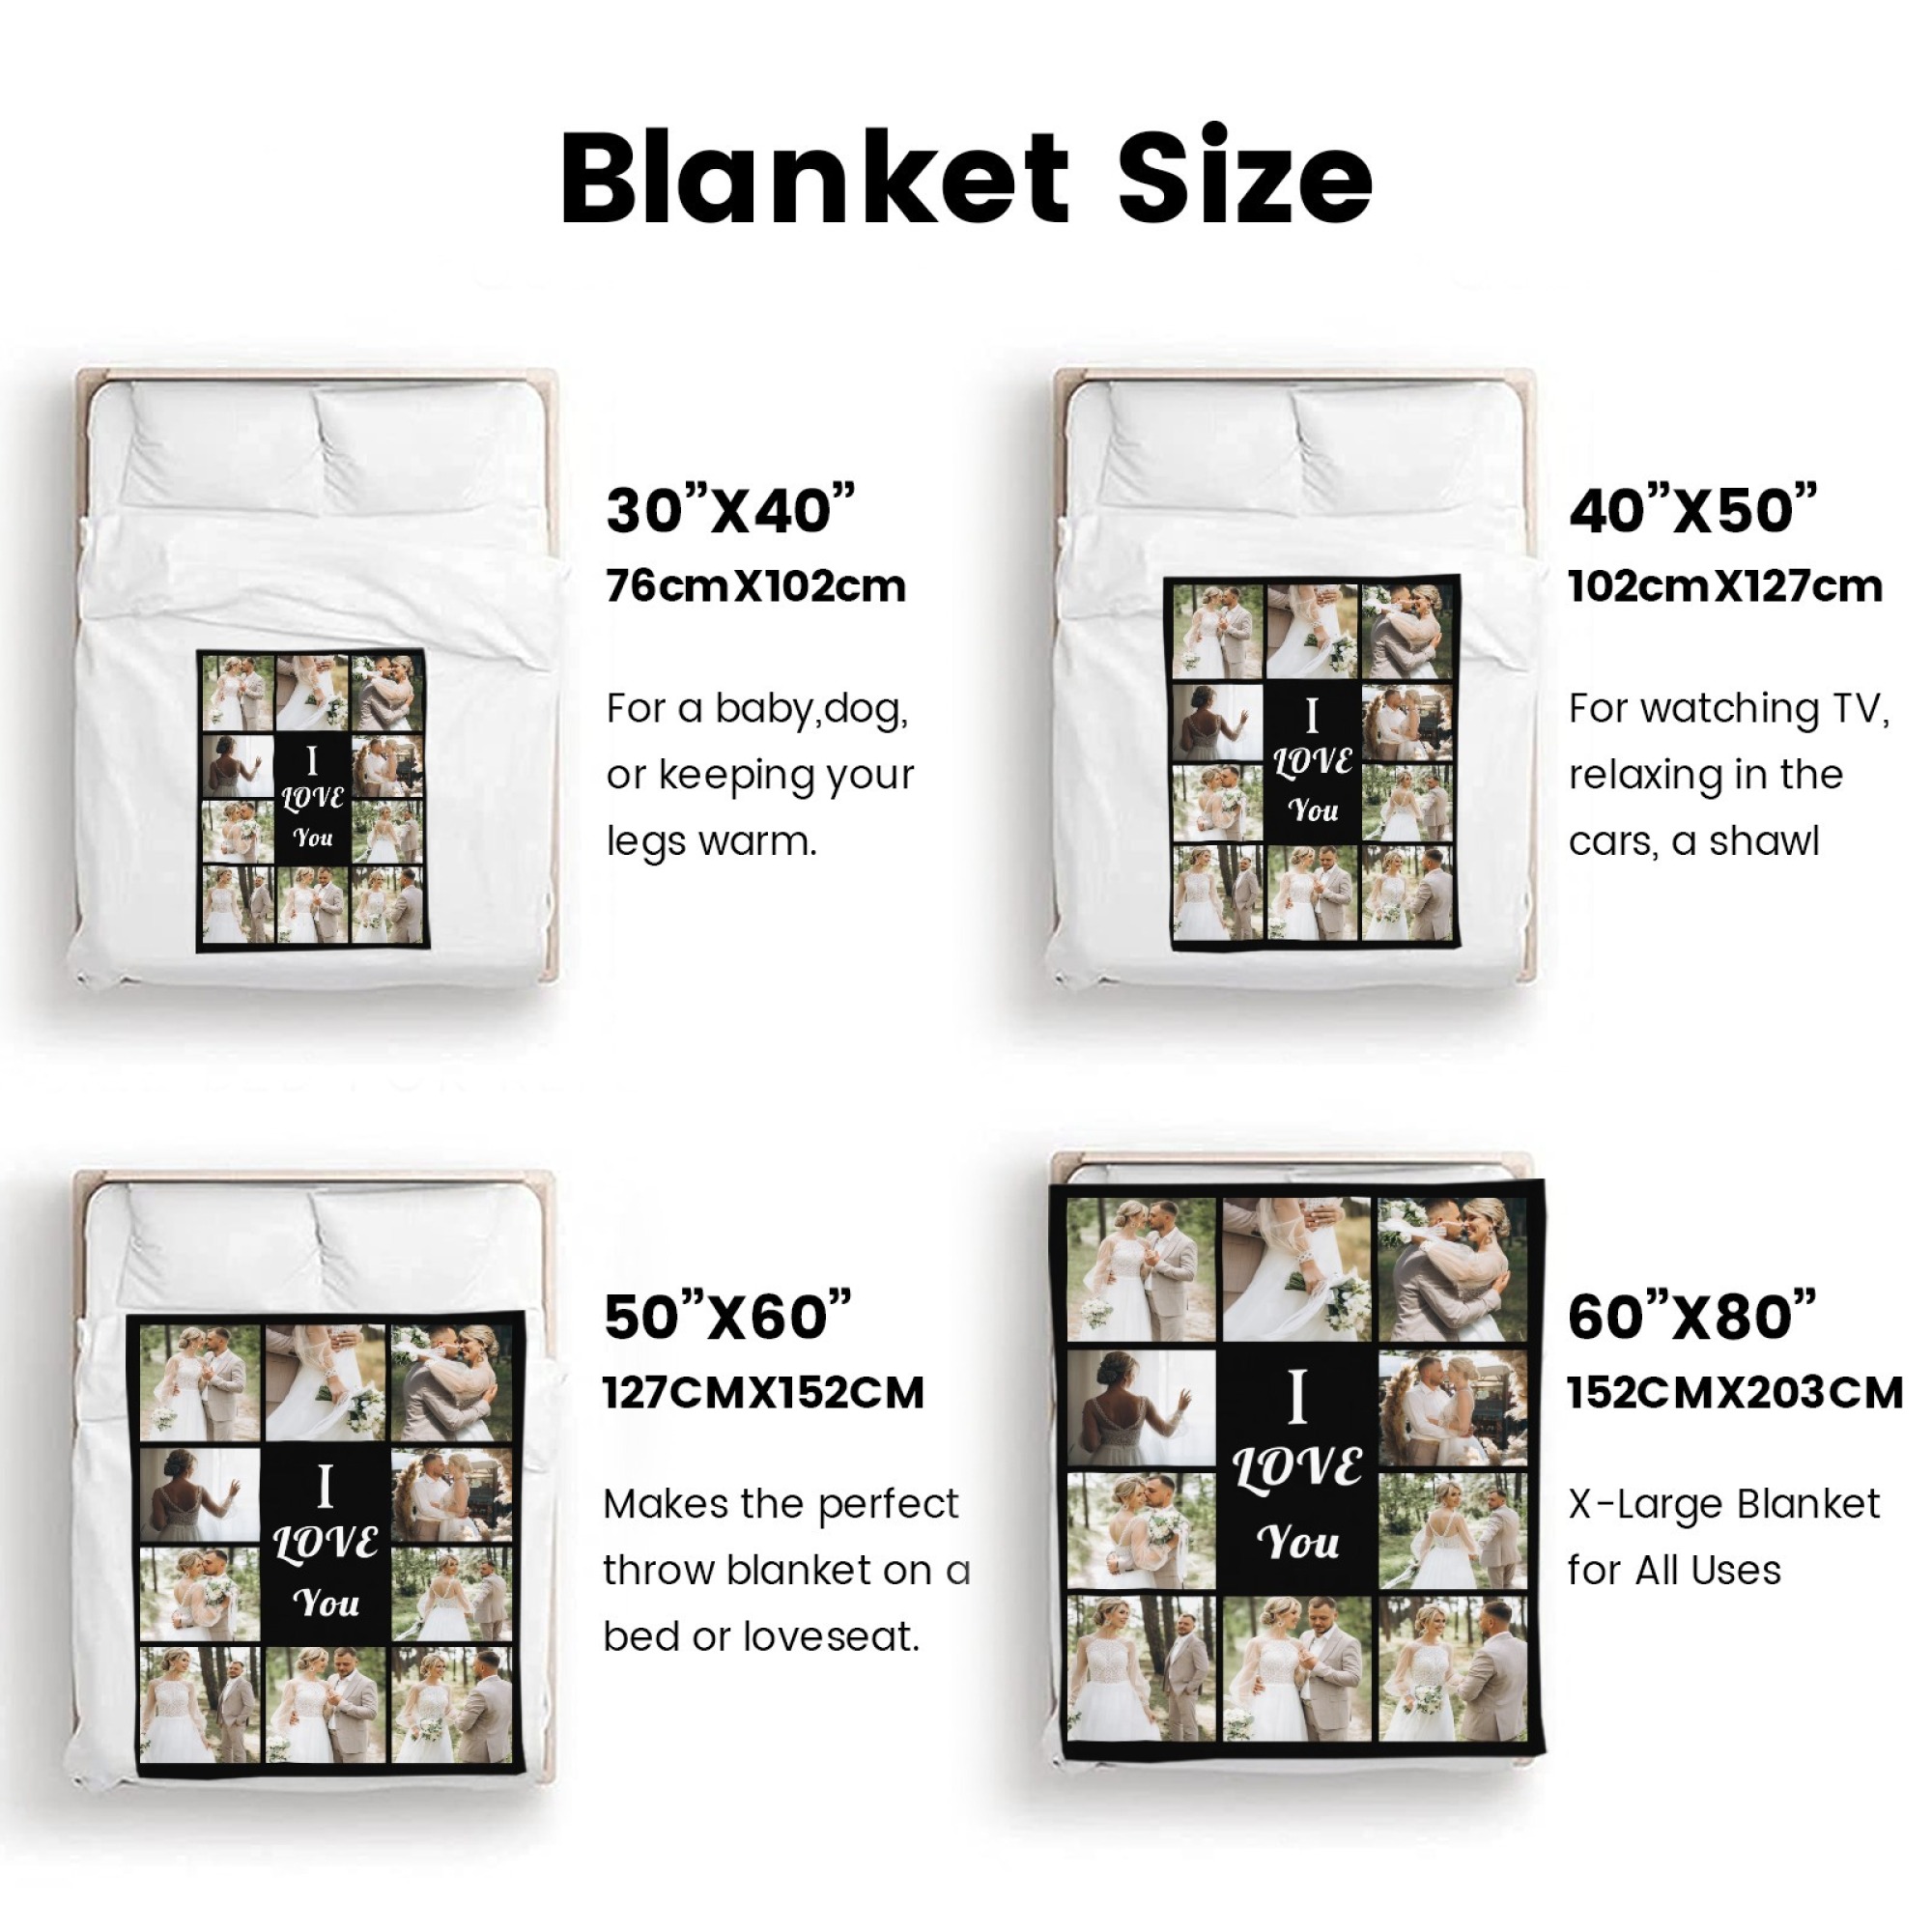 Blanket Size
30”X40”
76cmX102cm
For a baby,dog,
or keeping your
legs warm.
I
LOVE
You
40”X50”
102cmX127cm
For watching TV,
relaxing in the
cars, a shawl
I
LOVE
You
50”X60”
127CMX152CM
Makes the perfect
throw blanket on a
bed or loveseat.
I
LOVE
You
60”X80”
152CMX203CM
X-Large Blanket
for All Uses
I
LOVE
You